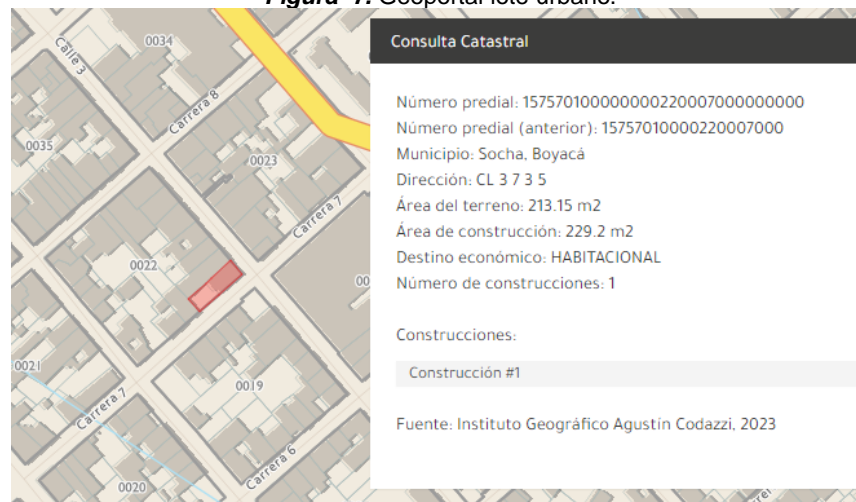 Figura 7. Geoportal lote urbano.
Calle 3
0034
Carrera 8
0035
0023
Carrera 7
0022
00
0021
0019
Carrera 7
Carrera 6
0020
Consulta Catastral
Número predial: 157570100000000220007000000000
Número predial (anterior): 15757010000220007000
Municipio: Socha, Boyacá
Dirección: CL 3 7 3 5
Área del terreno: 213.15 m2
Área de construcción: 229.2 m2
Destino económico: HABITACIONAL
Número de construcciones: 1
Construcciones:
Construcción #1
Fuente: Instituto Geográfico Agustín Codazzi, 2023